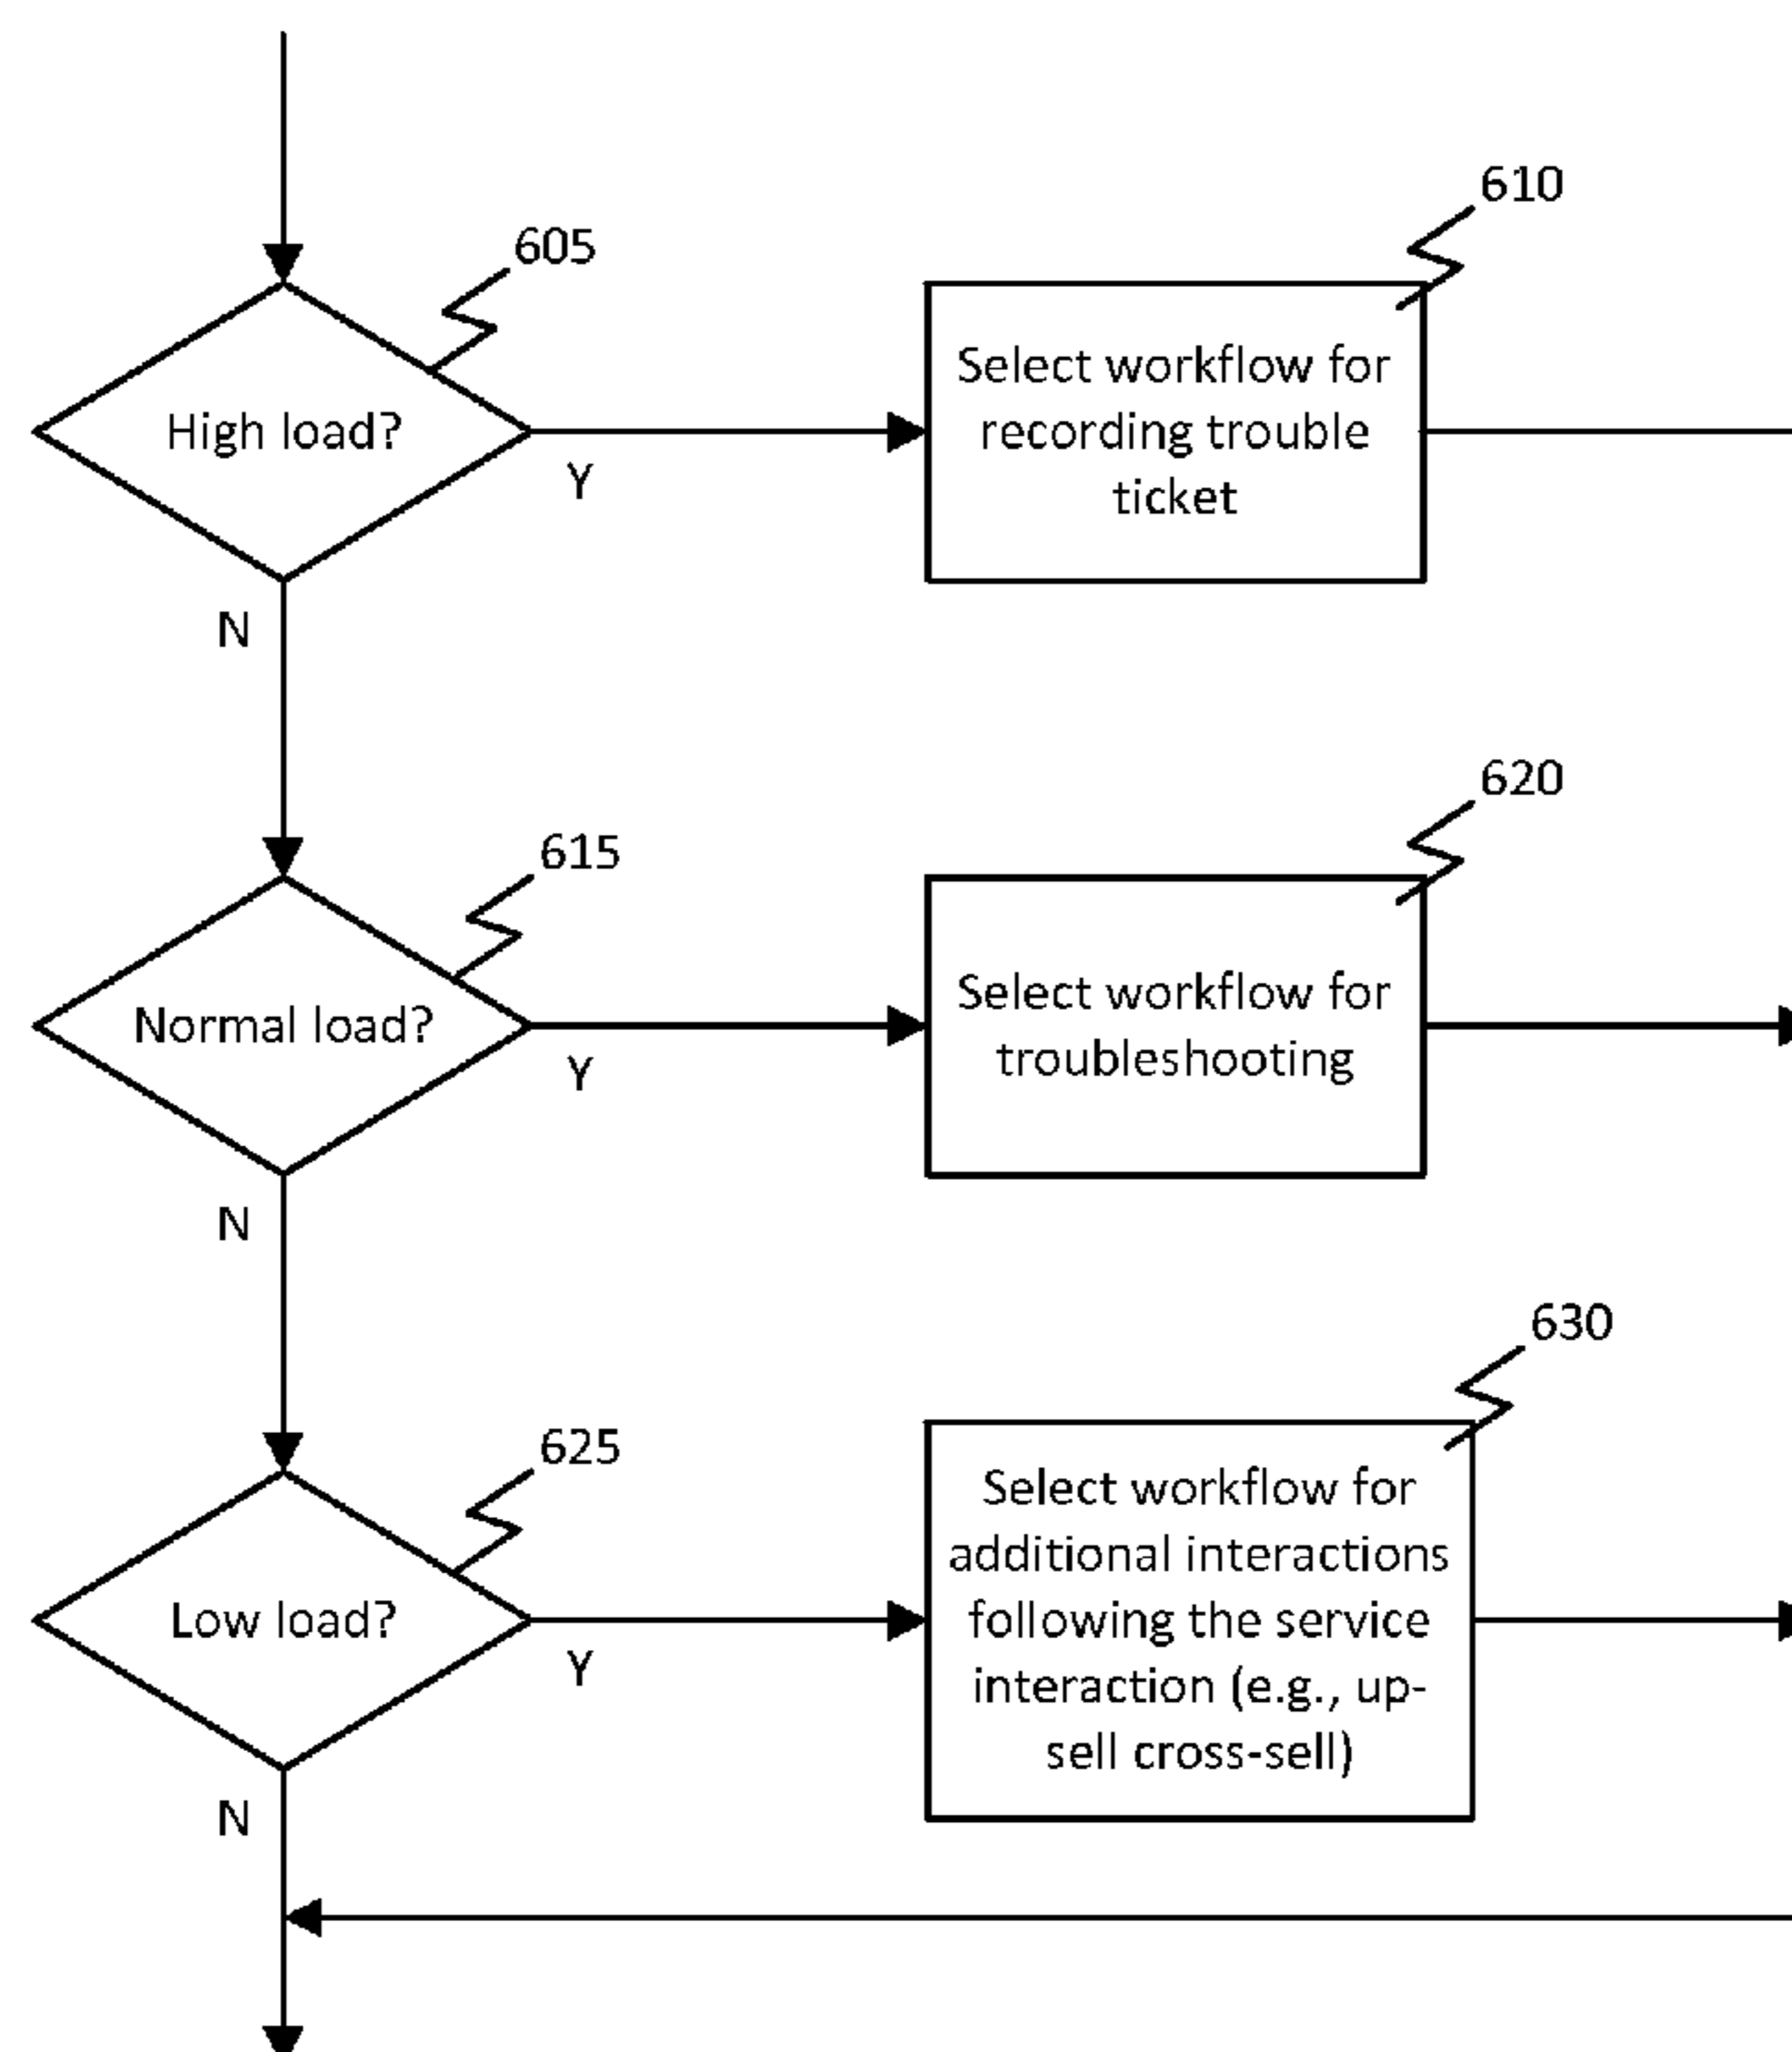 610
605
Select workflow for
recording trouble
ticket
High load?
Y
N
620
615
Select workflow for
troubleshooting
Normal load?
Y
N
630
625
Select workflow for
additional interactions
following the service
interaction (e.g., up-
sell cross-sell)
Low load?
Y
N